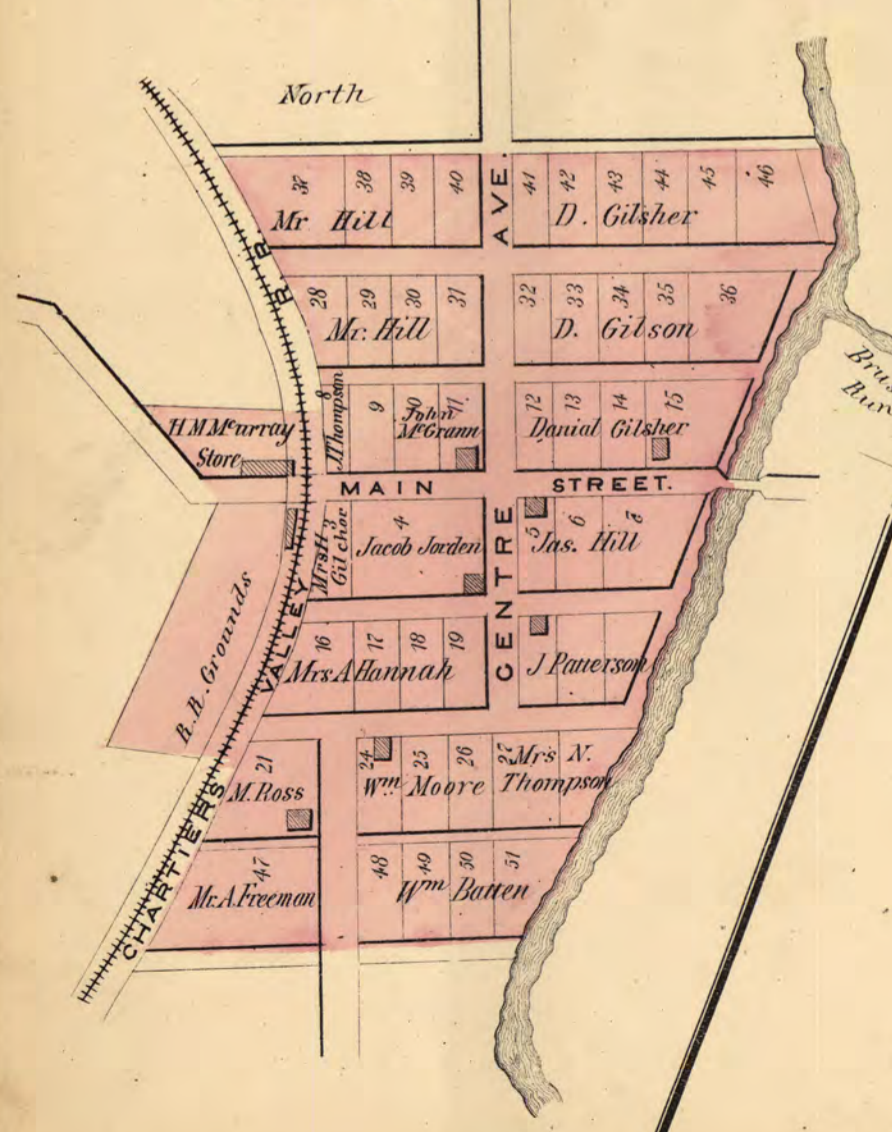 North
37 38 39 40
Mr Hill
41 42 43 44 45 46
D. Gilsher
AVE.
28 29 30 31
Mr. Hill
32 33 34 35 36
D. Gilson
8
J. Thompson
9 10 11
John
McGrann
12 13 14 15
Danial Gilsher
H M McCurray
Store
MAIN STREET.
3
Mrs H
Gilchor
4
Jacob Jorden
5 6
Jas. Hill
CENTRE
R.R. Grounds
16 17 18 19
Mrs A Hannah
J Patterson
21
M. Ross
24 25 26
Wm Moore
27
Mrs N.
Thompson
47
Mr. A. Freeman
48 49 50 51
Wm Batten
CHARTIERS VALLEY R. R.
Run